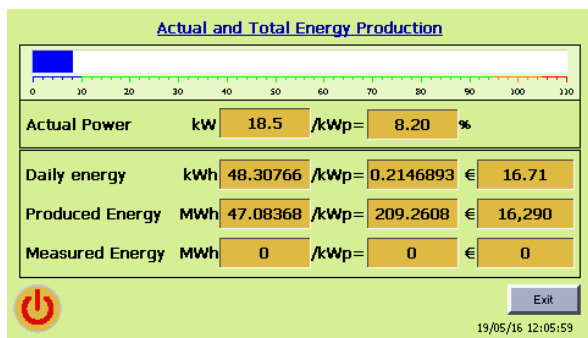 Actual and Total Energy Production
0 10 20 30 40 50 60 70 80 90 100 110
Actual Power kW 18.5 /kWp= 8.20 %
Daily energy kWh 48.30766 /kWp= 0.2146893 € 16.71
Produced Energy MWh 47.08368 /kWp= 209.2608 € 16,290
Measured Energy MWh 0 /kWp= 0 € 0
Exit
19/05/16 12:05:59